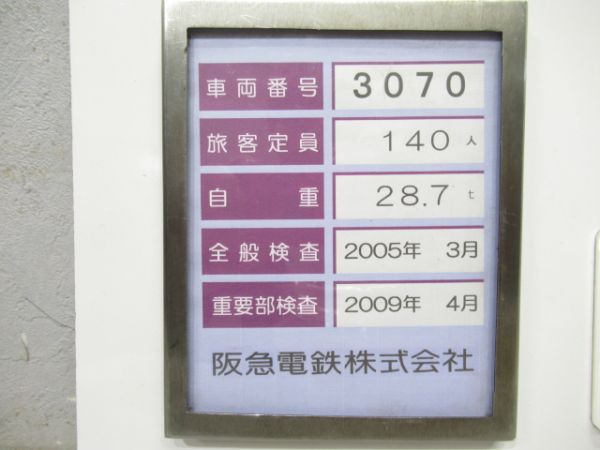 車両番号 3070
旅客定員 140人
自重 28.7t
全般検査 2005年 3月
重要部検査 2009年 4月
阪急電鉄株式会社